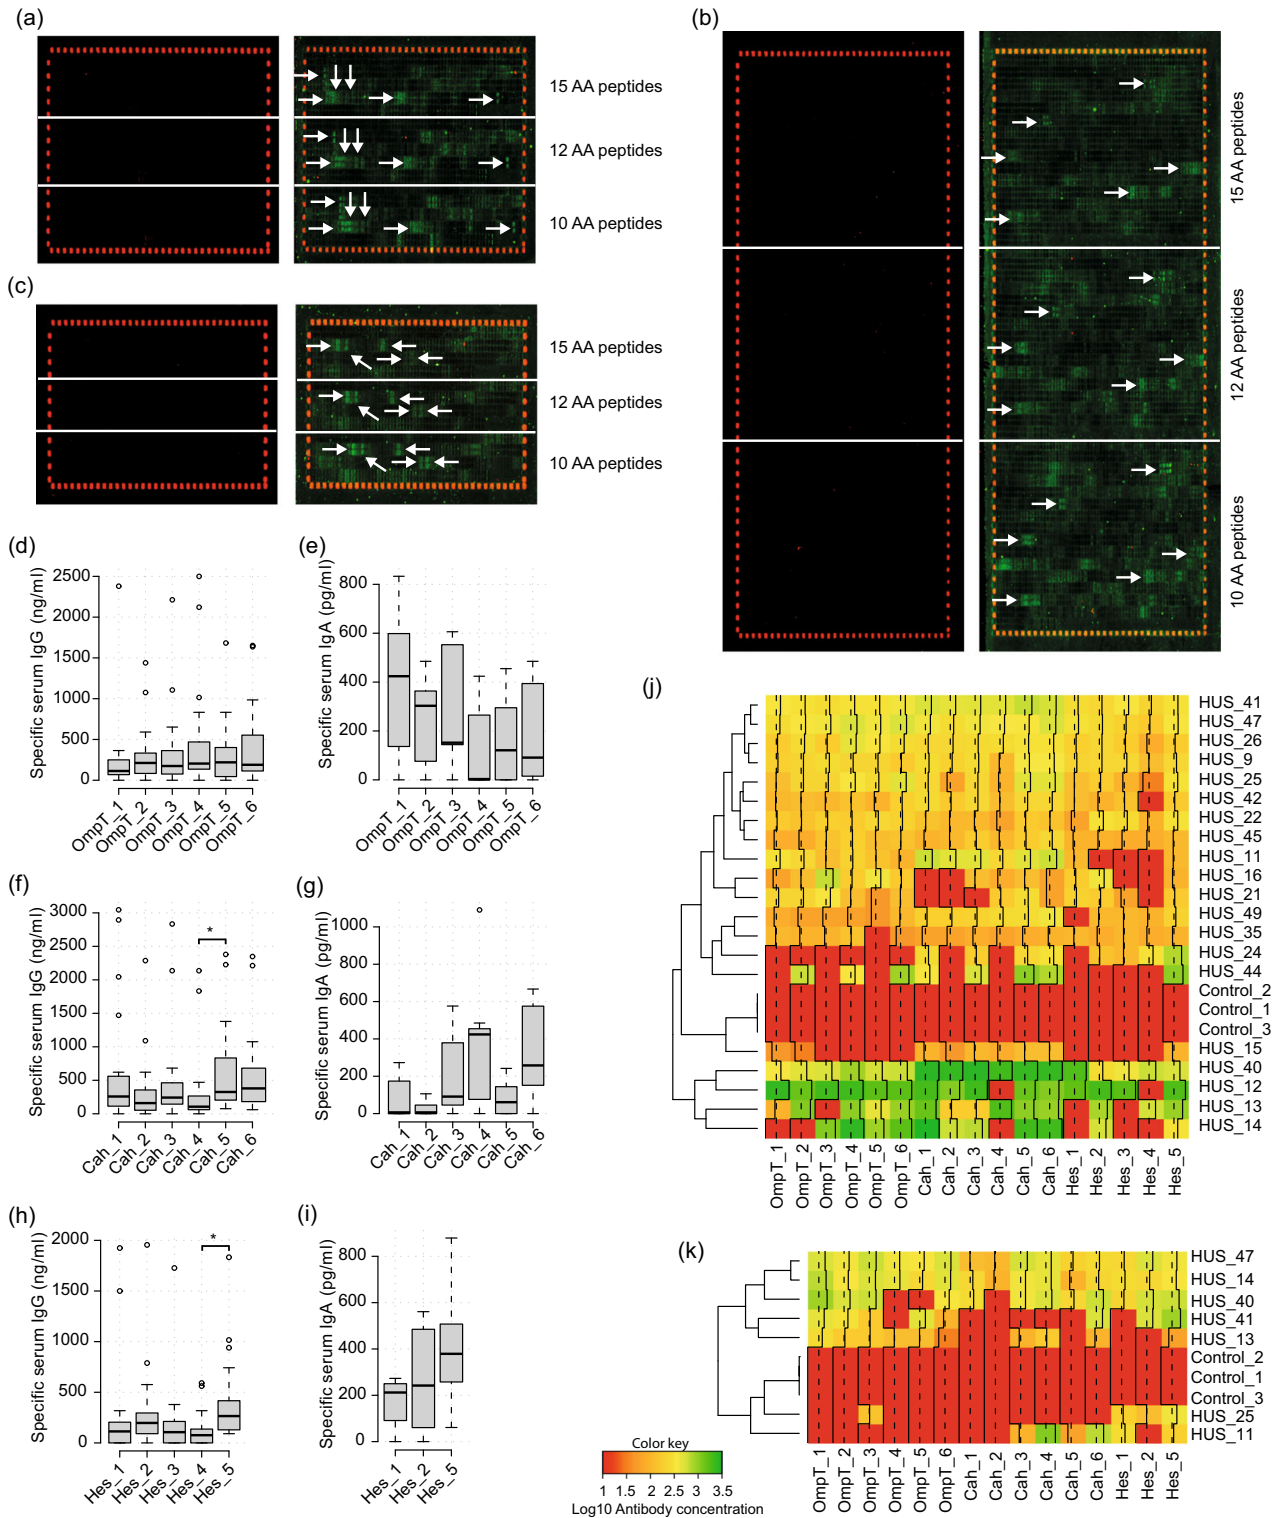 (a)
15 AA peptides
12 AA peptides
10 AA peptides
(b)
15 AA peptides
12 AA peptides
10 AA peptides
(c)
15 AA peptides
12 AA peptides
10 AA peptides
(d)
Specific serum IgG (ng/ml)
2500
2000
1500
1000
500
0
OmpT_1
OmpT_2
OmpT_3
OmpT_4
OmpT_5
OmpT_6
(e)
Specific serum IgA (pg/ml)
800
600
400
200
0
OmpT_1
OmpT_2
OmpT_3
OmpT_4
OmpT_5
OmpT_6
(f)
Specific serum IgG (ng/ml)
3000
2500
2000
1500
1000
500
0
*
Cah_1
Cah_2
Cah_3
Cah_4
Cah_5
Cah_6
(g)
Specific serum IgA (pg/ml)
1000
800
600
400
200
0
Cah_1
Cah_2
Cah_3
Cah_4
Cah_5
Cah_6
(h)
Specific serum IgG (ng/ml)
2000
1500
1000
500
0
*
Hes_1
Hes_2
Hes_3
Hes_4
Hes_5
(i)
Specific serum IgA (pg/ml)
800
600
400
200
0
Hes_1
Hes_2
Hes_5
(j)
HUS_41
HUS_47
HUS_26
HUS_9
HUS_25
HUS_42
HUS_22
HUS_45
HUS_11
HUS_16
HUS_21
HUS_49
HUS_35
HUS_24
HUS_44
Control_2
Control_1
Control_3
HUS_15
HUS_40
HUS_12
HUS_13
HUS_14
OmpT_1
OmpT_2
OmpT_3
OmpT_4
OmpT_5
OmpT_6
Cah_1
Cah_2
Cah_3
Cah_4
Cah_5
Cah_6
Hes_1
Hes_2
Hes_3
Hes_4
Hes_5
(k)
HUS_47
HUS_14
HUS_40
HUS_41
HUS_13
Control_2
Control_1
Control_3
HUS_25
HUS_11
OmpT_1
OmpT_2
OmpT_3
OmpT_4
OmpT_5
OmpT_6
Cah_1
Cah_2
Cah_3
Cah_4
Cah_5
Cah_6
Hes_1
Hes_2
Hes_5
Color key
1 1.5 2 2.5 3 3.5
Log10 Antibody concentration